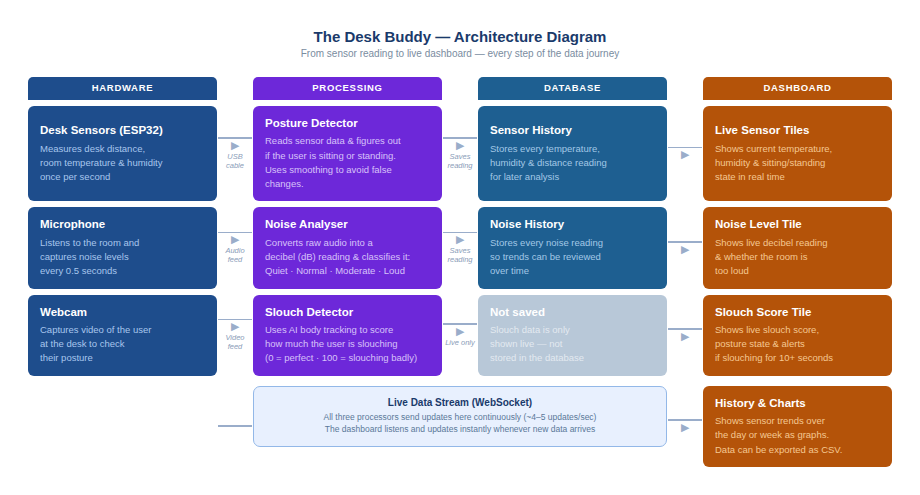 The Desk Buddy — Architecture Diagram
From sensor reading to live dashboard — every step of the data journey
HARDWARE
PROCESSING
DATABASE
DASHBOARD
Desk Sensors (ESP32)
Measures desk distance,
room temperature & humidity
once per second
USB
cable
Posture Detector
Reads sensor data & figures out
if the user is sitting or standing.
Uses smoothing to avoid false
changes.
Saves
reading
Sensor History
Stores every temperature,
humidity & distance reading
for later analysis
Live Sensor Tiles
Shows current temperature,
humidity & sitting/standing
state in real time
Microphone
Listens to the room and
captures noise levels
every 0.5 seconds
Audio
feed
Noise Analyser
Converts raw audio into a
decibel (dB) reading & classifies it:
Quiet · Normal · Moderate · Loud
Saves
reading
Noise History
Stores every noise reading
so trends can be reviewed
over time
Noise Level Tile
Shows live decibel reading
& whether the room is
too loud
Webcam
Captures video of the user
at the desk to check
their posture
Video
feed
Slouch Detector
Uses AI body tracking to score
how much the user is slouching
(0 = perfect · 100 = slouching badly)
Live only
Not saved
Slouch data is only
shown live — not
stored in the database
Slouch Score Tile
Shows live slouch score,
posture state & alerts
if slouching for 10+ seconds
Live Data Stream (WebSocket)
All three processors send updates here continuously (~4–5 updates/sec)
The dashboard listens and updates instantly whenever new data arrives
History & Charts
Shows sensor trends over
the day or week as graphs.
Data can be exported as CSV.